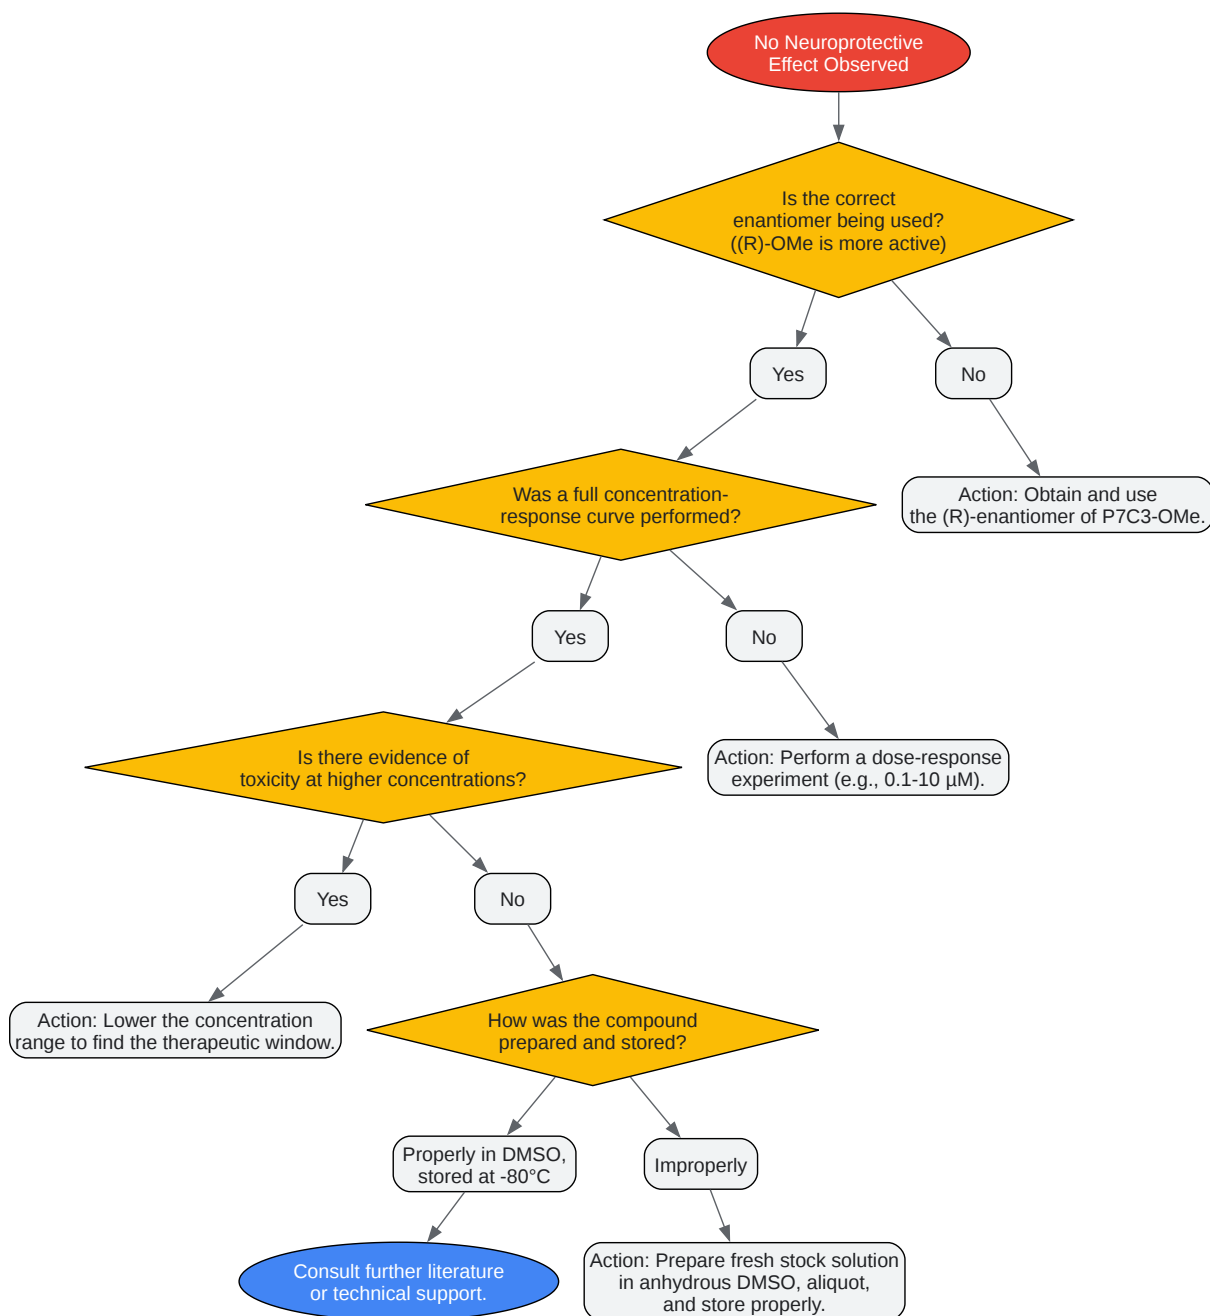 No Neuroprotective
Effect Observed
Is the correct
enantiomer being used?
((R)-OMe is more active)
Yes
No
Was a full concentration-
response curve performed?
Action: Obtain and use
the (R)-enantiomer of P7C3-OMe.
Yes
No
Is there evidence of
toxicity at higher concentrations?
Action: Perform a dose-response
experiment (e.g., 0.1-10 µM).
Yes
No
Action: Lower the concentration
range to find the therapeutic window.
How was the compound
prepared and stored?
Properly in DMSO,
stored at -80°C
Improperly
Consult further literature
or technical support.
Action: Prepare fresh stock solution
in anhydrous DMSO, aliquot,
and store properly.